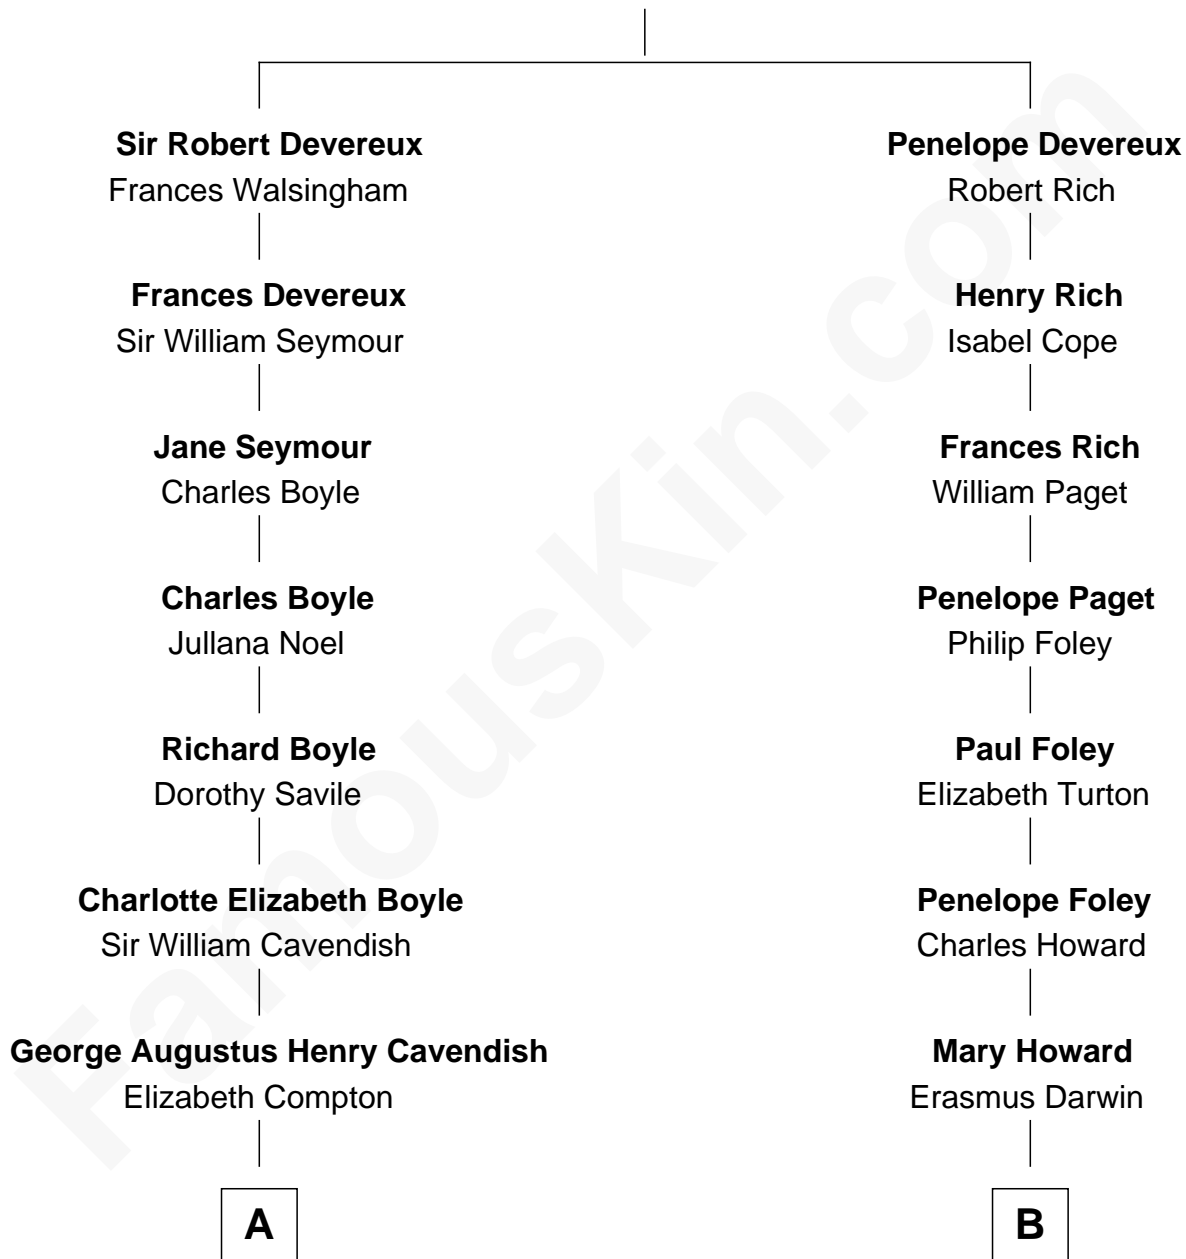 Sir Robert Devereux
Frances Walsingham
Frances Devereux
Sir William Seymour
Jane Seymour
Charles Boyle
Charles Boyle
Jullana Noel
Richard Boyle
Dorothy Savile
Charlotte Elizabeth Boyle
Sir William Cavendish
George Augustus Henry Cavendish
Elizabeth Compton
A
Penelope Devereux
Robert Rich
Henry Rich
Isabel Cope
Frances Rich
William Paget
Penelope Paget
Philip Foley
Paul Foley
Elizabeth Turton
Penelope Foley
Charles Howard
Mary Howard
Erasmus Darwin
B
FamousKin.com